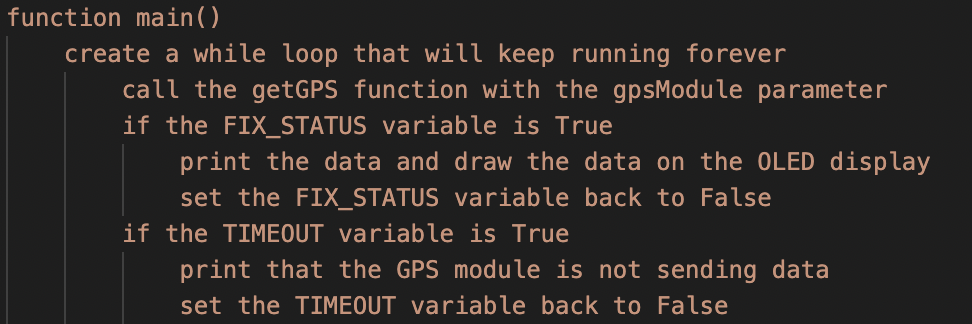 function main()
create a while loop that will keep running forever
call the getGPS function with the gpsModule parameter
if the FIX_STATUS variable is True
print the data and draw the data on the OLED display
set the FIX_STATUS variable back to False
if the TIMEOUT variable is True
print that the GPS module is not sending data
set the TIMEOUT variable back to False